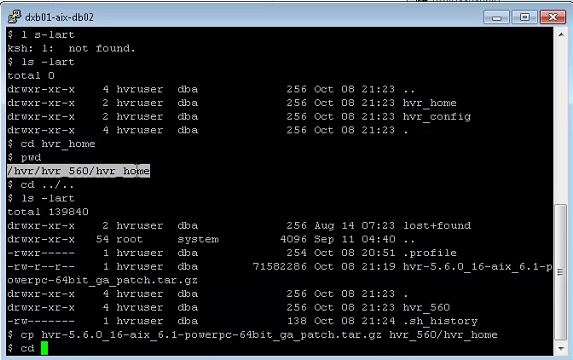 dxb01-aix-db02
$ l s-lart
ksh: l:  not found.
$ ls -lart
total 0
drwxr-xr-x    4 hvruser  dba             256 Oct 08 21:23 ..
drwxr-xr-x    2 hvruser  dba             256 Oct 08 21:23 hvr_home
drwxr-xr-x    2 hvruser  dba             256 Oct 08 21:23 hvr_config
drwxr-xr-x    4 hvruser  dba             256 Oct 08 21:23 .
$ cd hvr_home
$ pwd
/hvr/hvr_560/hvr_home
$ cd ../..
$ ls -lart
total 139840
drwxr-xr-x    2 hvruser  dba             256 Aug 14 07:23 lost+found
drwxr-xr-x   54 root     system         4096 Sep 11 04:40 ..
-rwxr-----    1 hvruser  dba             254 Oct 08 20:51 .profile
-rw-r--r--    1 hvruser  dba        71582286 Oct 08 21:19 hvr-5.6.0_16-aix_6.1-p
owerpc-64bit_ga_patch.tar.gz
drwxr-xr-x    4 hvruser  dba             256 Oct 08 21:23 .
drwxr-xr-x    4 hvruser  dba             256 Oct 08 21:23 hvr_560
-rw-------    1 hvruser  dba             138 Oct 08 21:24 .sh_history
$ cp hvr-5.6.0_16-aix_6.1-powerpc-64bit_ga_patch.tar.gz hvr_560/hvr_home
$ cd